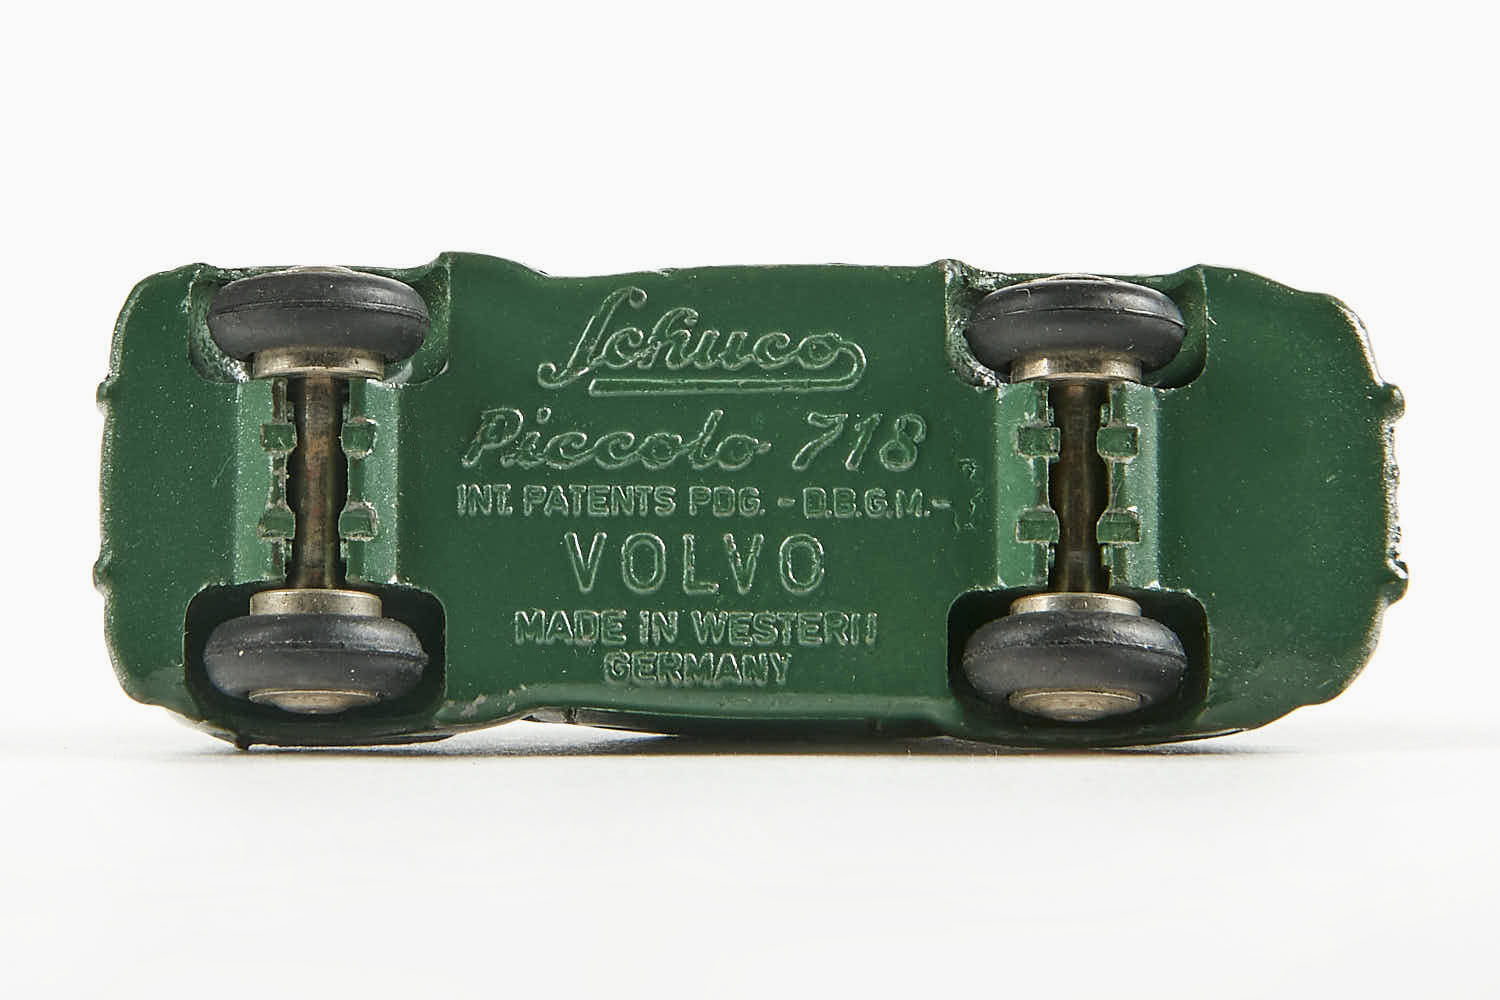 Schuco
Piccolo 718
INT. PATENTS PDG. - D.B.G.M. -
VOLVO
MADE IN WESTERN
GERMANY